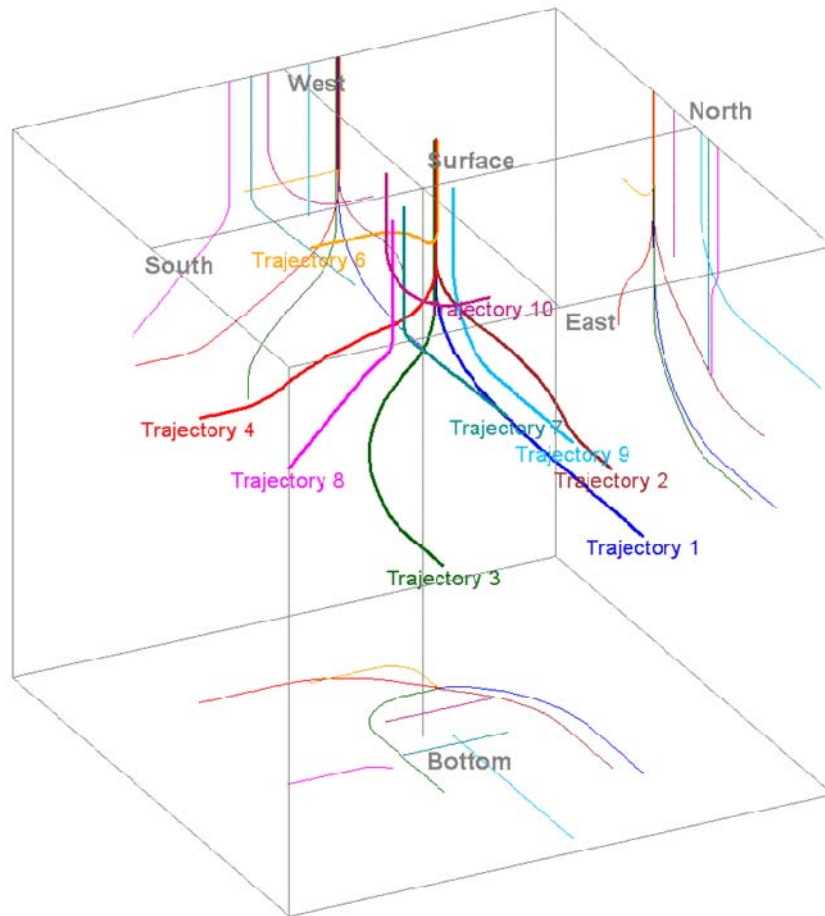 West
North
Surface
Trajectory 6
South
Trajectory 10
East
Trajectory 4
Trajectory 7
Trajectory 9
Trajectory 8
Trajectory 2
Trajectory 1
Trajectory 3
Bottom